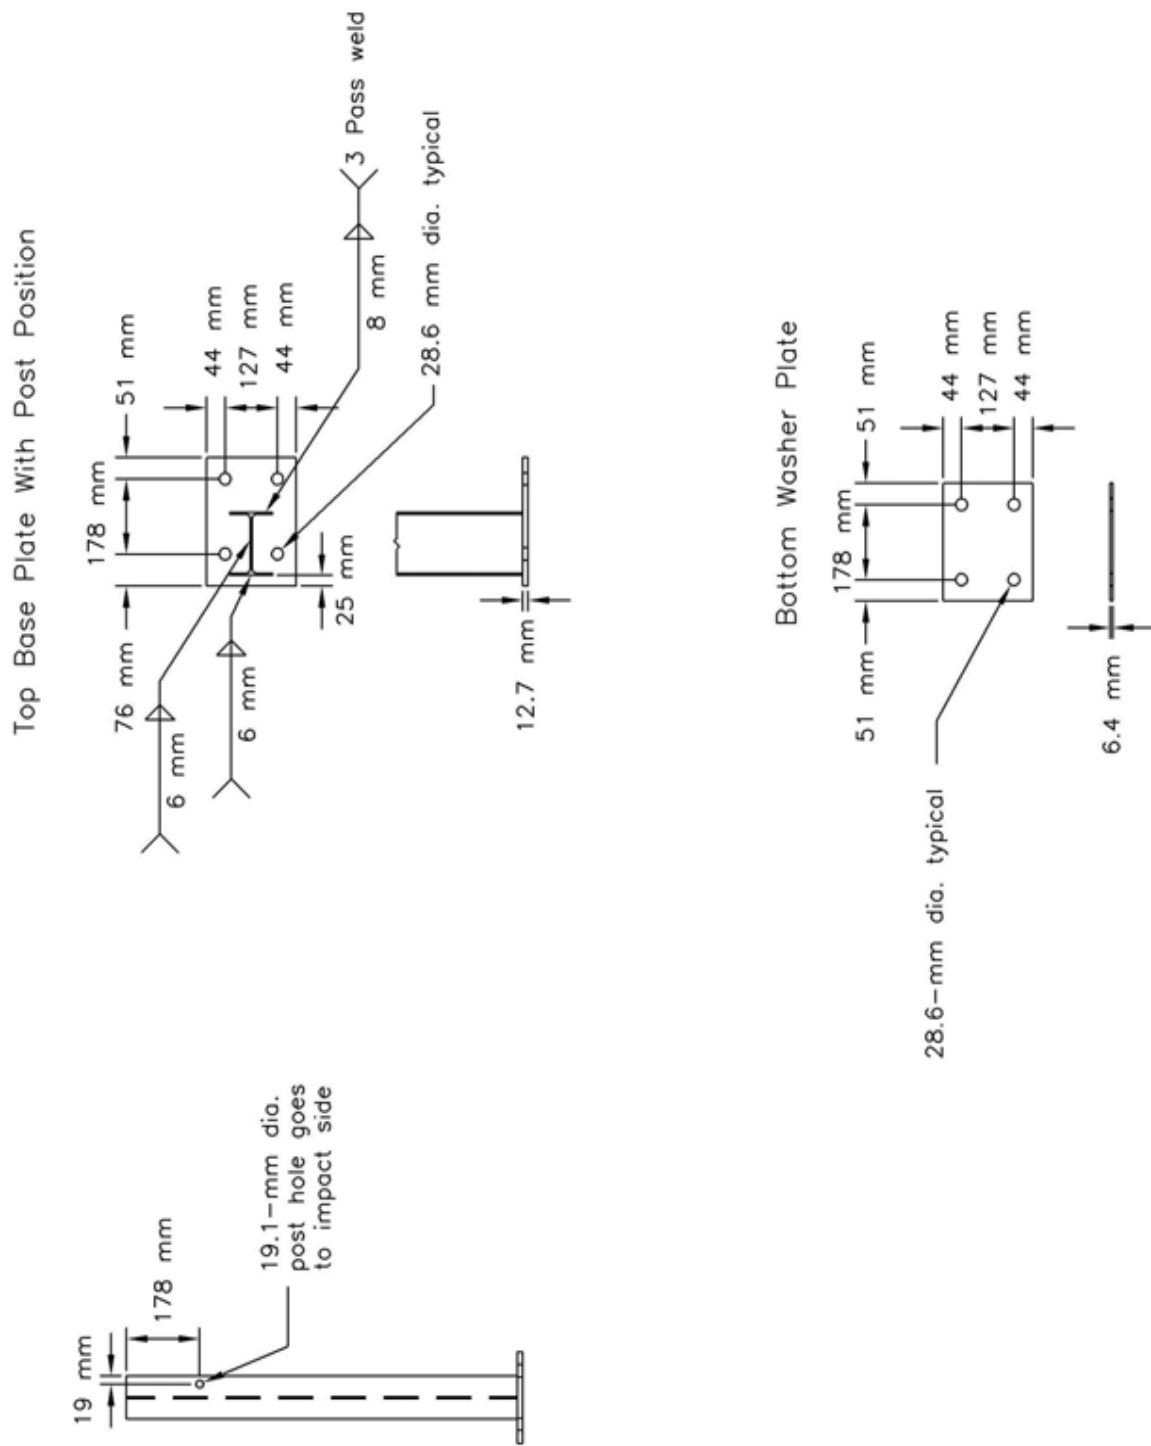 Top Base Plate With Post Position
76 mm
178 mm
51 mm
44 mm
127 mm
44 mm
6 mm
6 mm
25 mm
8 mm
3 Pass weld
28.6 mm dia. typical
12.7 mm
19 mm
178 mm
19.1-mm dia.
post hole goes
to impact side
Bottom Washer Plate
51 mm
178 mm
51 mm
44 mm
127 mm
44 mm
28.6-mm dia. typical
6.4 mm